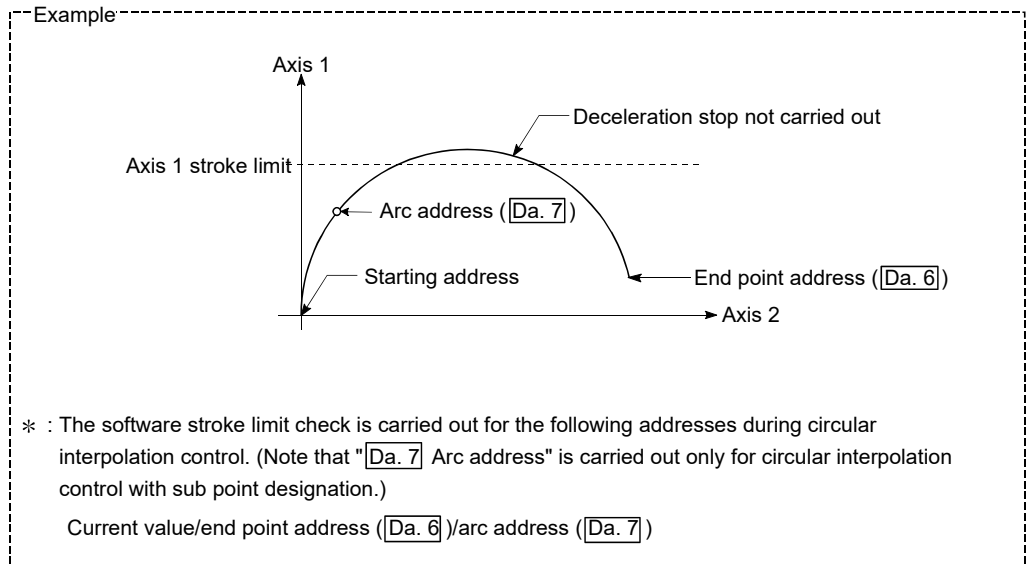 Example
Axis 1
Deceleration stop not carried out
Axis 1 stroke limit
Arc address ( Da. 7 )
Starting address
End point address ( Da. 6 )
Axis 2
* : The software stroke limit check is carried out for the following addresses during circular
interpolation control. (Note that " Da. 7 Arc address" is carried out only for circular interpolation
control with sub point designation.)
Current value/end point address ( Da. 6 )/arc address ( Da. 7 )